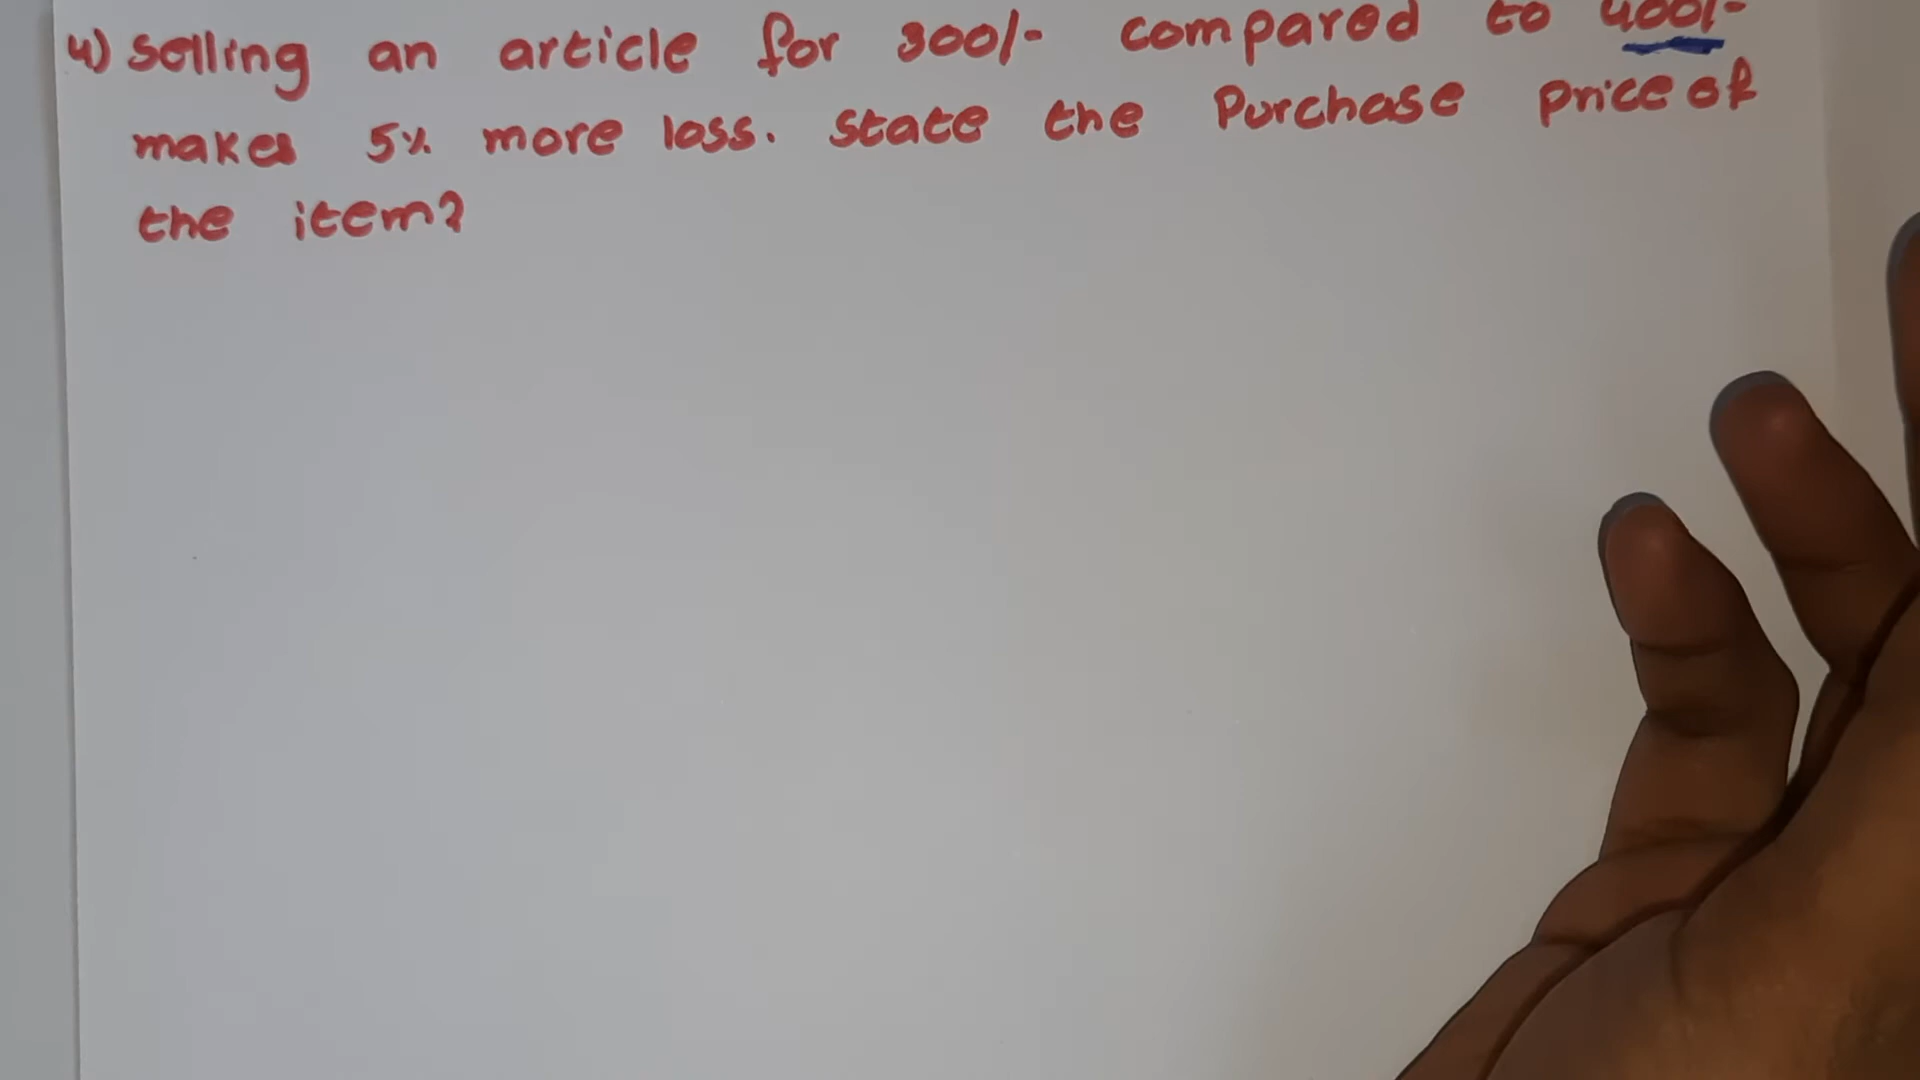 4) Selling an article for 300/- compared to 400/-
makes 5% more loss. State the Purchase price of
the item?